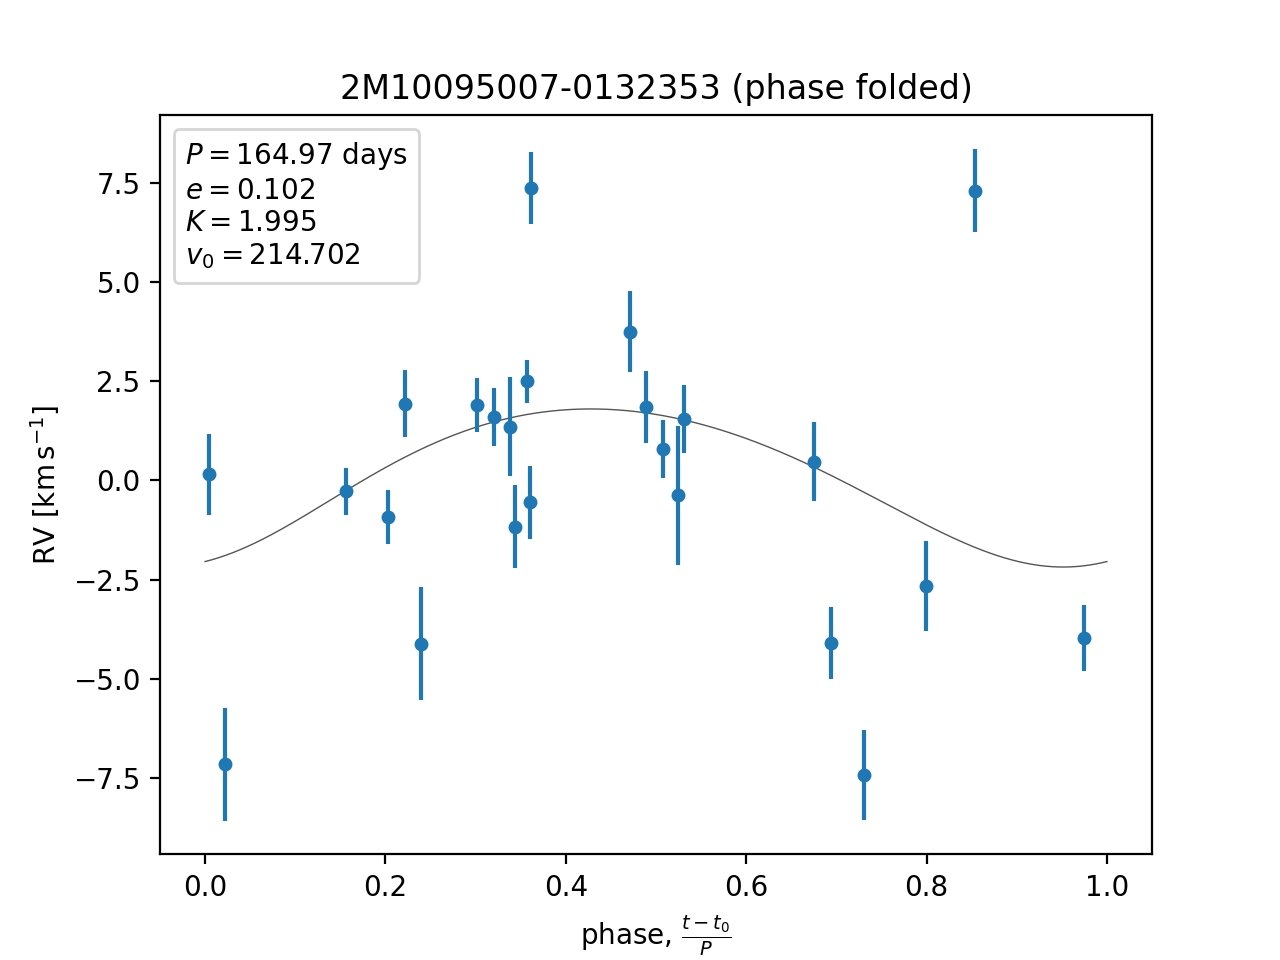 2M10095007-0132353 (phase folded)
P = 164.97 days
e = 0.102
K = 1.995
v₀ = 214.702
7.5
5.0
2.5
0.0
−2.5
−5.0
−7.5
RV [km s⁻¹]
0.0 0.2 0.4 0.6 0.8 1.0
phase, (t − t₀)/P